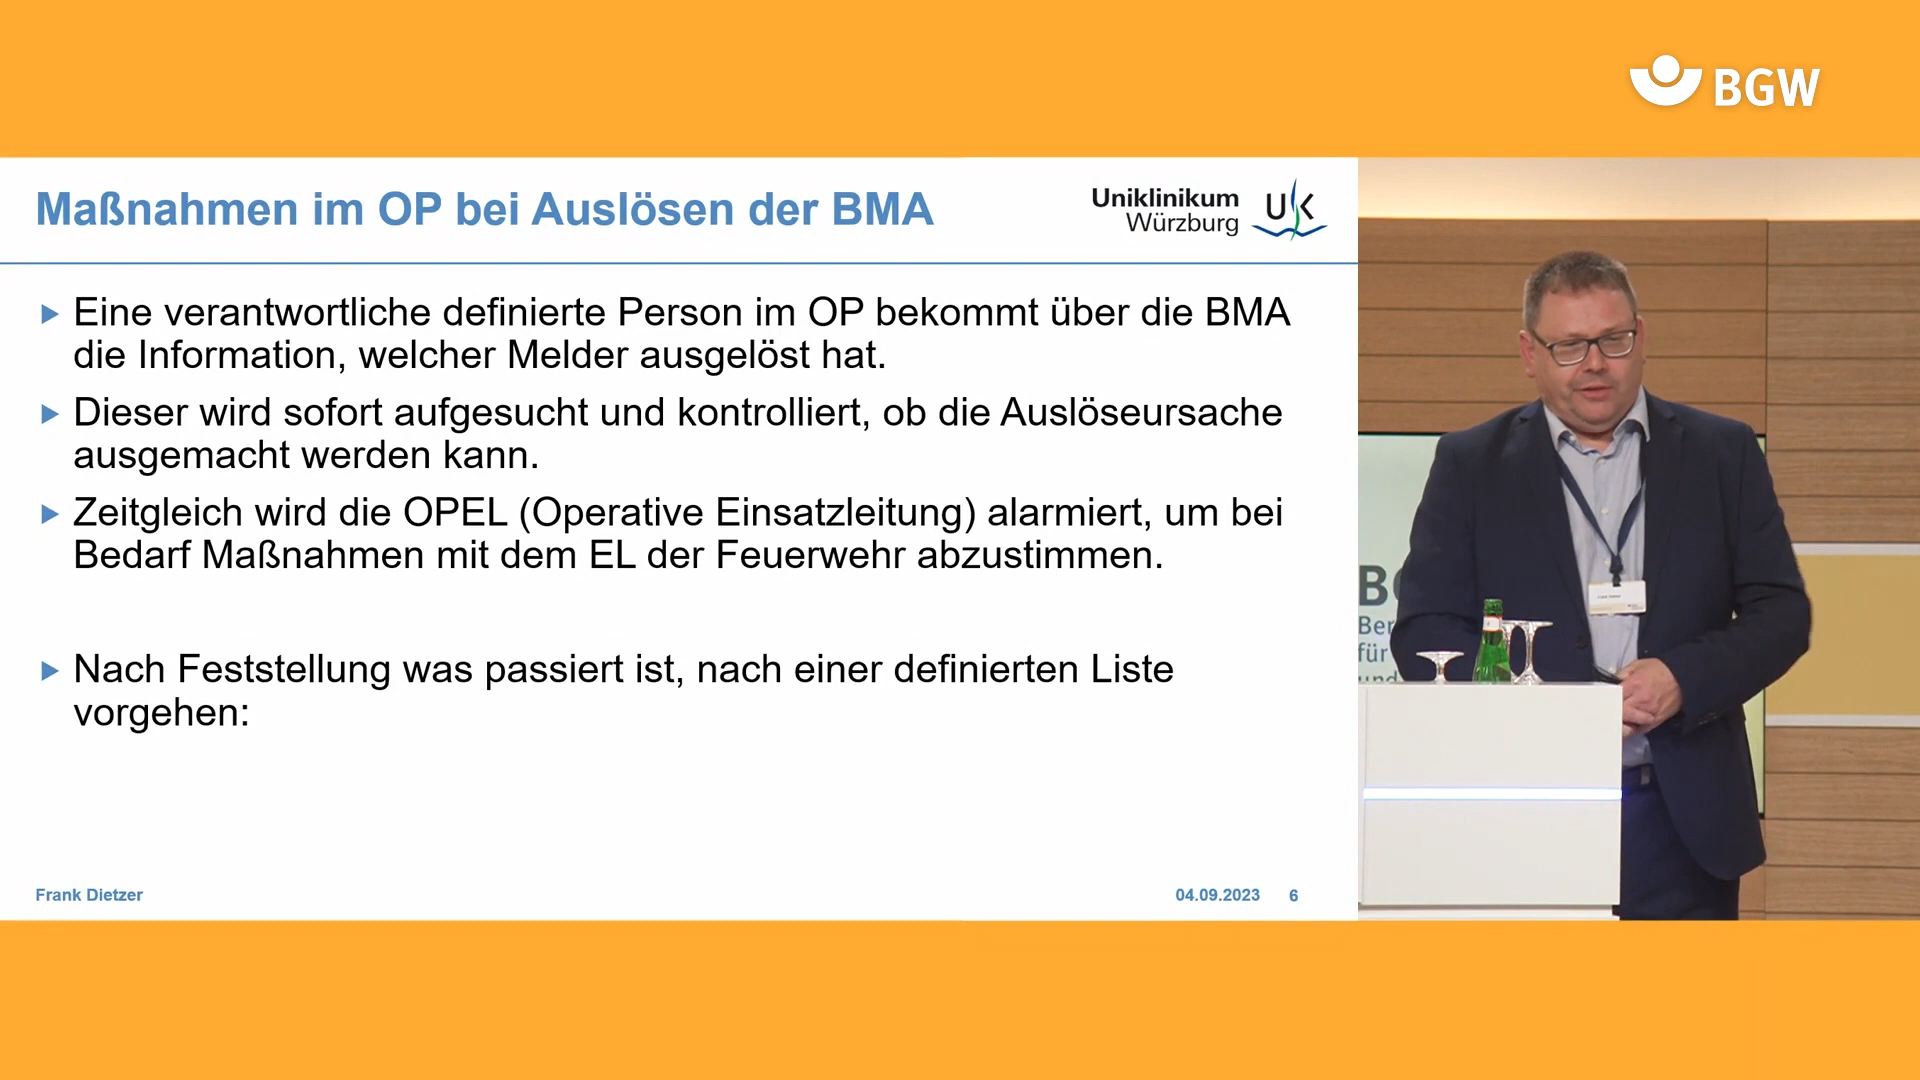 BGW
Maßnahmen im OP bei Auslösen der BMA
Uniklinikum
Würzburg
UK
Eine verantwortliche definierte Person im OP bekommt über die BMA
die Information, welcher Melder ausgelöst hat.
Dieser wird sofort aufgesucht und kontrolliert, ob die Auslöseursache
ausgemacht werden kann.
Zeitgleich wird die OPEL (Operative Einsatzleitung) alarmiert, um bei
Bedarf Maßnahmen mit dem EL der Feuerwehr abzustimmen.
Nach Feststellung was passiert ist, nach einer definierten Liste
vorgehen:
Frank Dietzer
04.09.2023 6
für